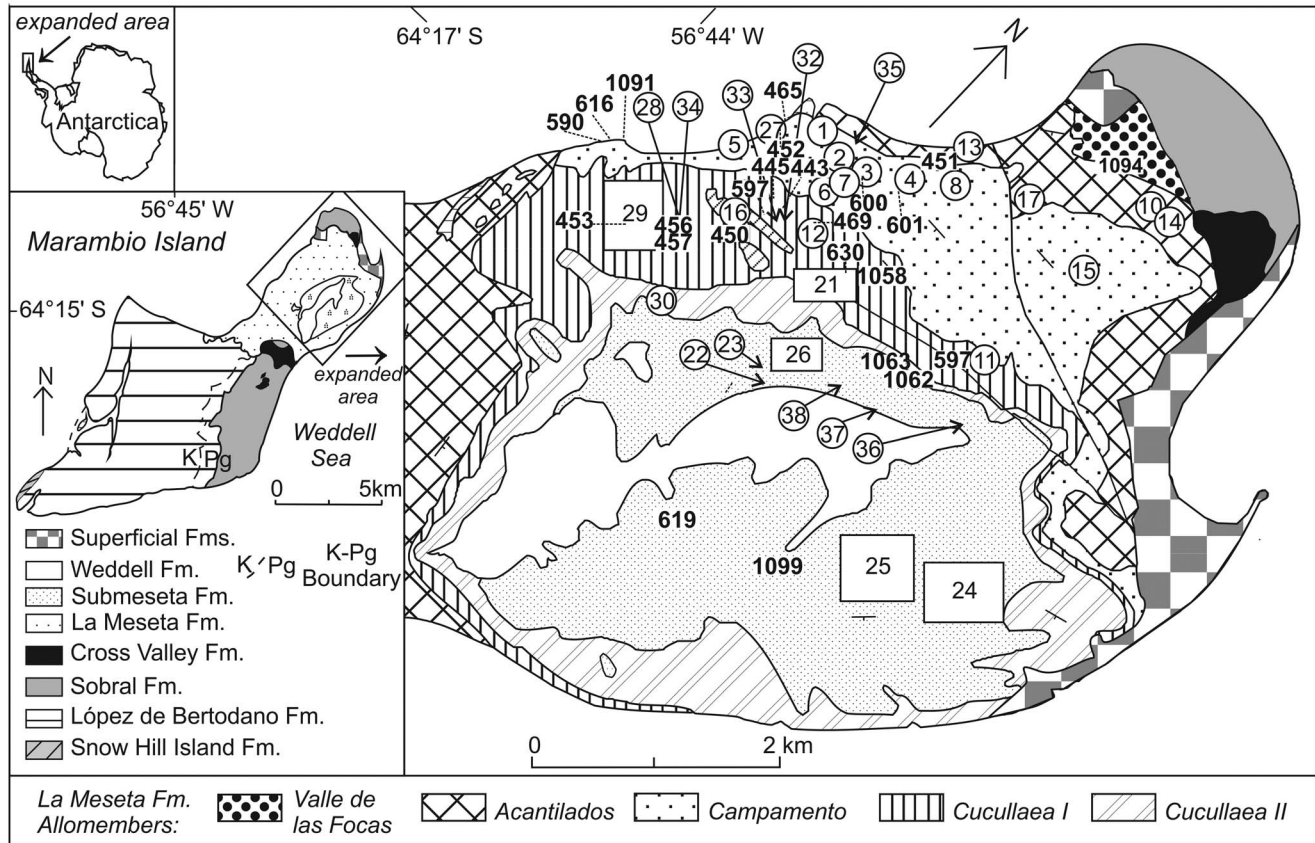 expanded
area
Antarctica
56°45' W
Marambio Island
64°15' S
N
expanded
area
Weddell
Sea
K Pg
0 5km
Superficial Fms.
Weddell Fm.
Submeseta Fm.
La Meseta Fm.
Cross Valley Fm.
Sobral Fm.
López de Bertodano Fm.
Snow Hill Island Fm.
K Pg
K-Pg
Boundary
64°17' S
56°44' W
N
32
35
465
33
1091
28
34
616
590
27
1
5
452
13
2
451
3
445
443
7
4
8
1094
597
6
600
17
10
16
469
14
453
29
456
12
601
457
450
630
1058
15
21
30
26
23
22
1063
597
11
1062
38
37
36
619
1099
25
24
0 2 km
La Meseta Fm.
Allomembers:
Valle de
las Focas
Acantilados
Campamento
Cucullaea I
Cucullaea II